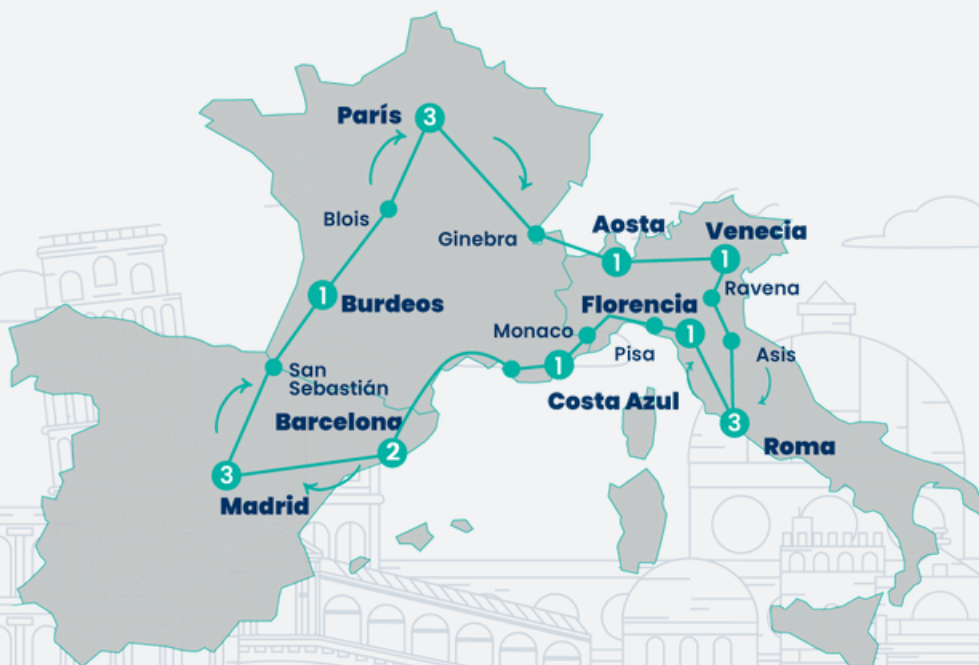 París
3
Blois
Ginebra
Aosta
1
Venecia
1
Ravena
1
Burdeos
Florencia
1
Monaco
Pisa
Asis
San
Sebastián
1
Costa Azul
Barcelona
2
3
Roma
3
Madrid